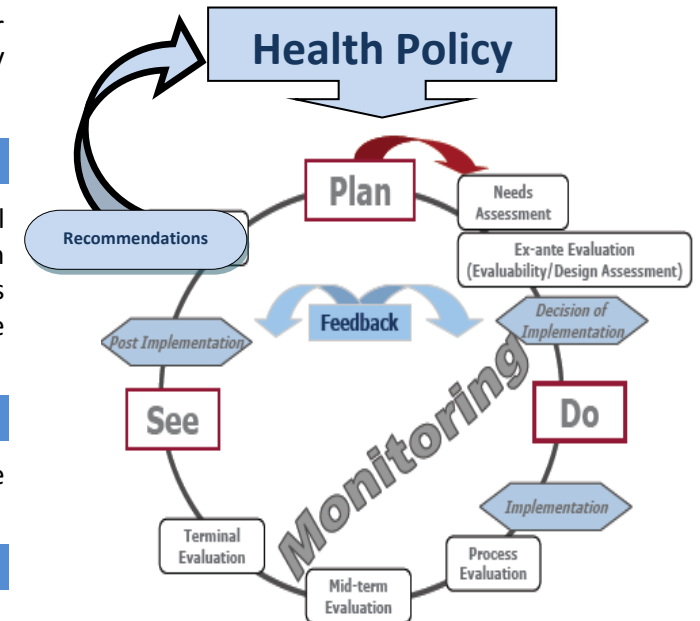 Health Policy
Plan
Needs
Assessment
Ex-ante Evaluation
(Evaluability/Design Assessment)
Recommendations
Feedback
Decision of
Implementation
Post Implementation
See
Do
Monitoring
Implementation
Terminal
Evaluation
Process
Evaluation
Mid-term
Evaluation